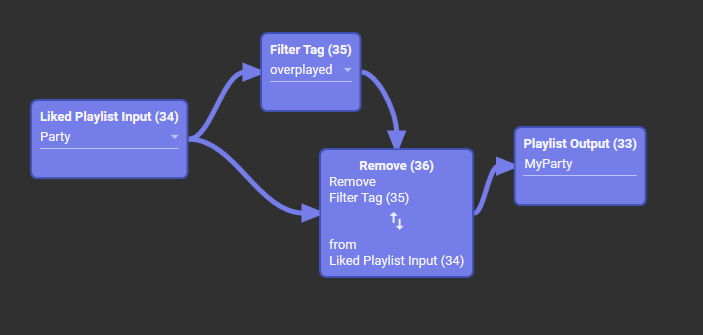 Filter Tag (35)
overplayed
Liked Playlist Input (34)
Party
Remove (36)
Remove
Filter Tag (35)
from
Liked Playlist Input (34)
Playlist Output (33)
MyParty